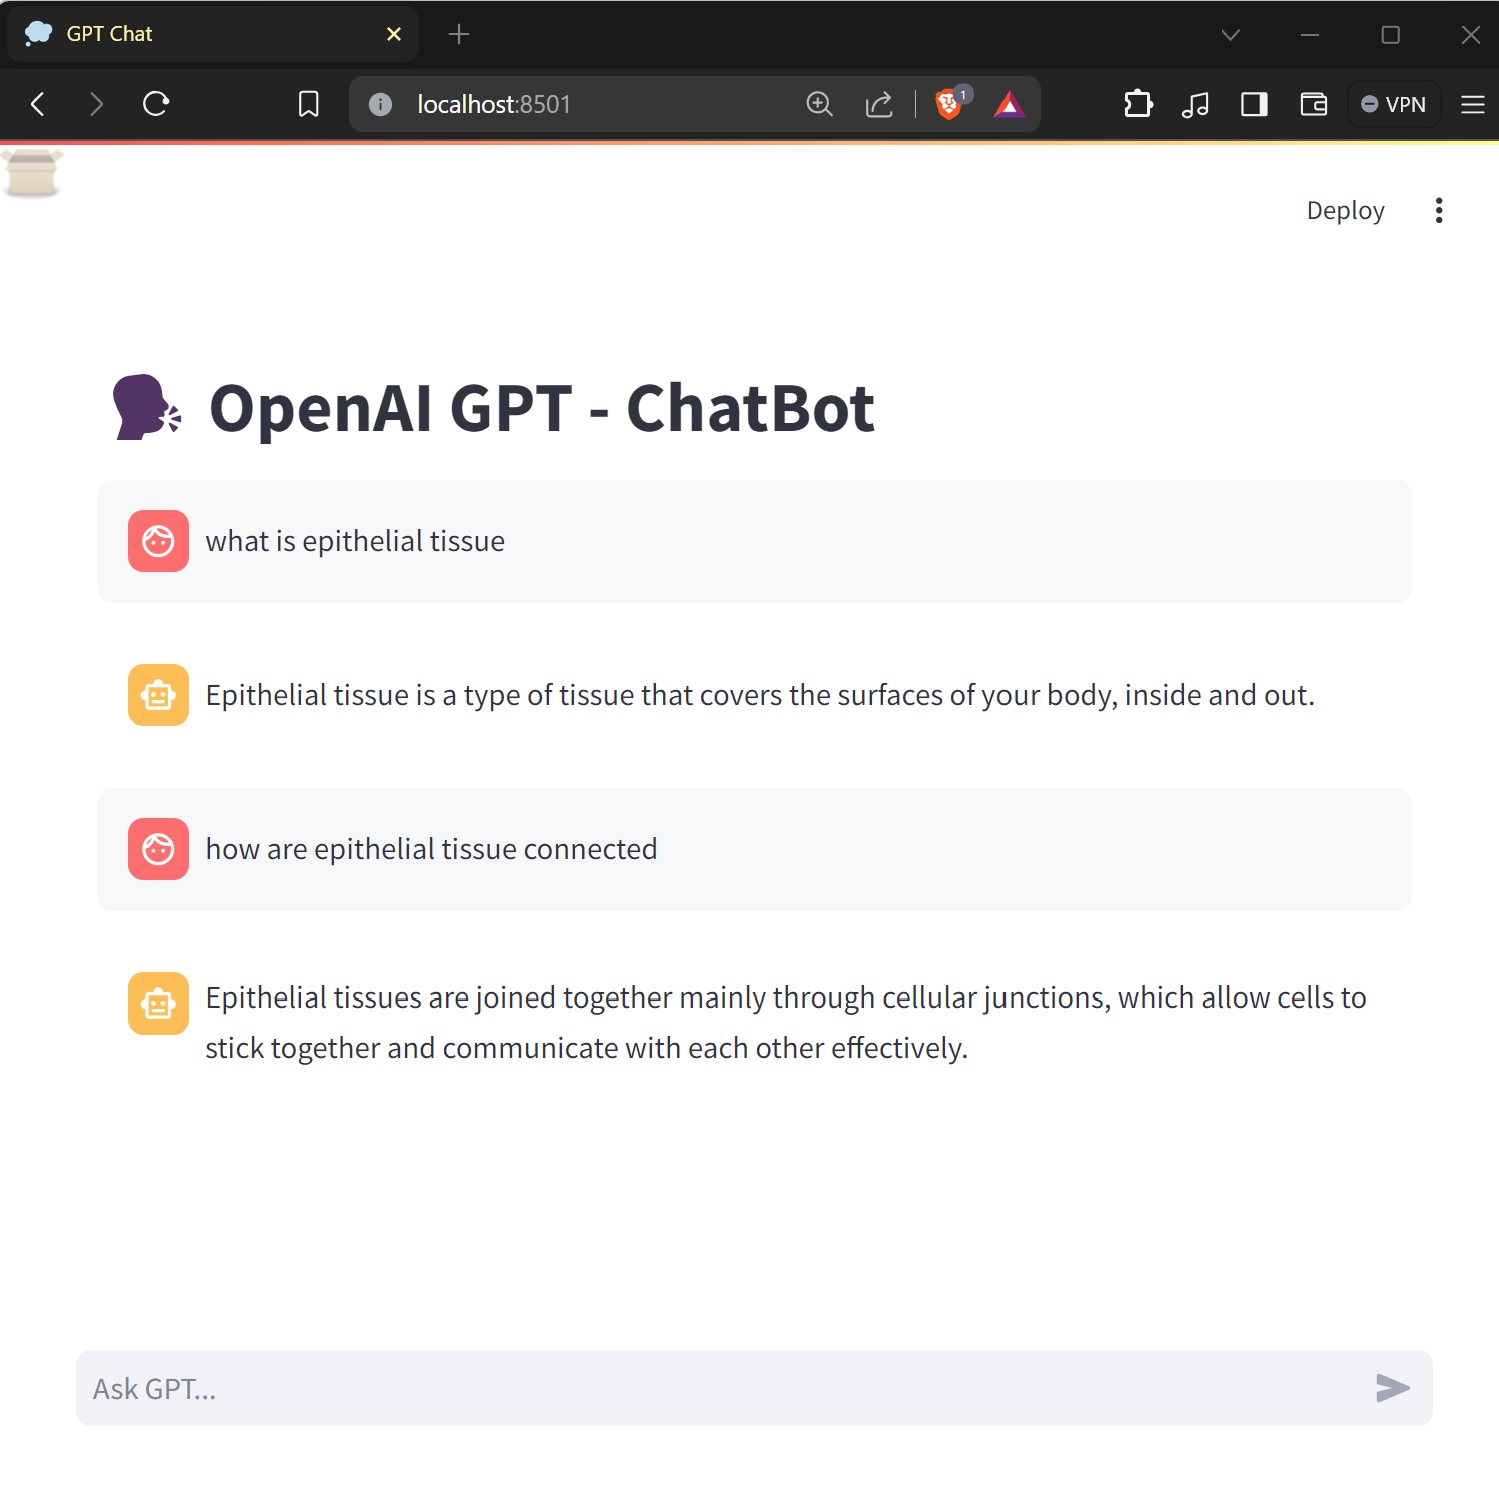 GPT Chat
localhost:8501
1
VPN
Deploy
OpenAI GPT - ChatBot
what is epithelial tissue
Epithelial tissue is a type of tissue that covers the surfaces of your body, inside and out.
how are epithelial tissue connected
Epithelial tissues are joined together mainly through cellular junctions, which allow cells to
stick together and communicate with each other effectively.
Ask GPT...